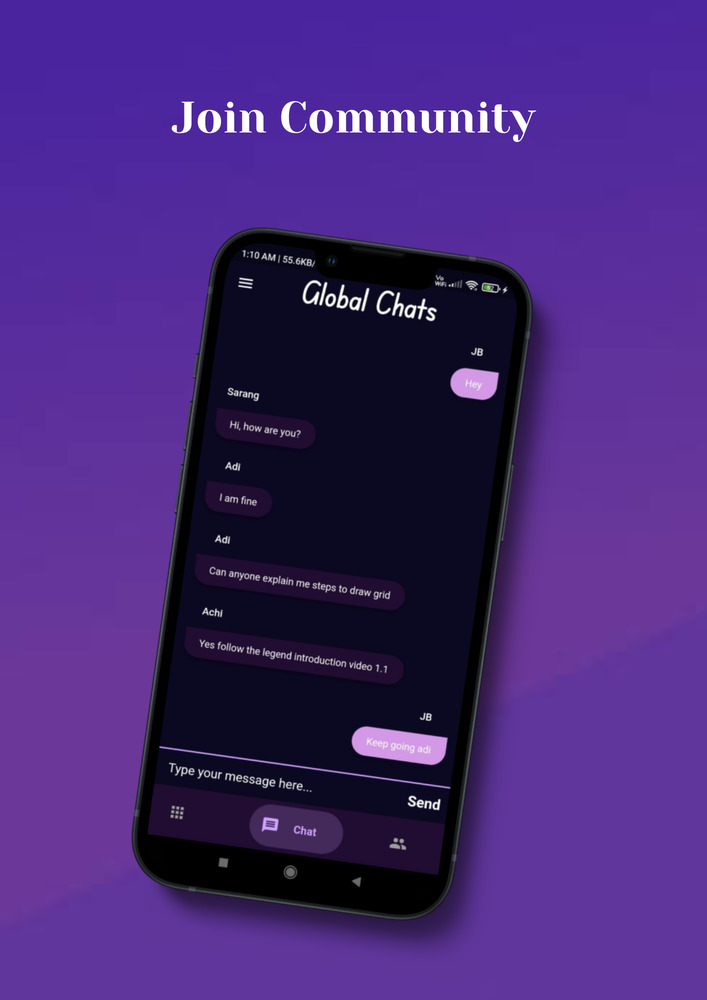 Join Community
1:10 AM | 55.6KB/
Vo
WiFi
Global Chats
JB
Hey
Sarang
Hi, how are you?
Adi
I am fine
Adi
Can anyone explain me steps to draw grid
Achi
Yes follow the legend introduction video 1.1
JB
Keep going adi
Type your message here...
Send
Chat